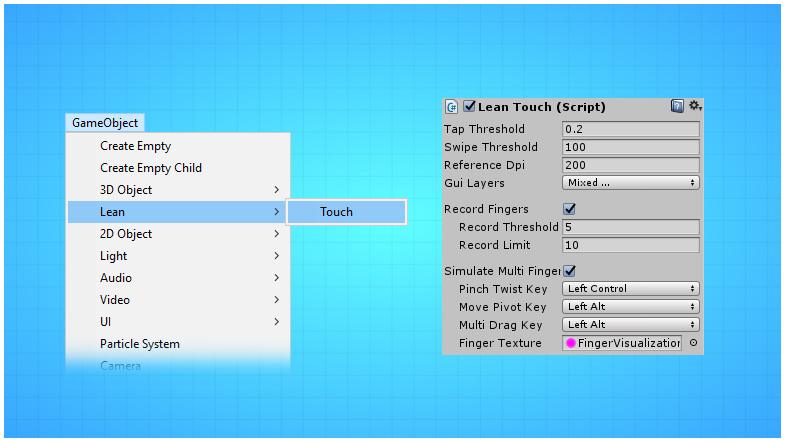 GameObject
Create Empty
Create Empty Child
3D Object
Lean
Touch
2D Object
Light
Audio
Video
UI
Particle System
Camera
C#
Lean Touch (Script)
Tap Threshold 0.2
Swipe Threshold 100
Reference Dpi 200
Gui Layers Mixed ...
Record Fingers
Record Threshold 5
Record Limit 10
Simulate Multi Finger
Pinch Twist Key Left Control
Move Pivot Key Left Alt
Multi Drag Key Left Alt
Finger Texture FingerVisualization